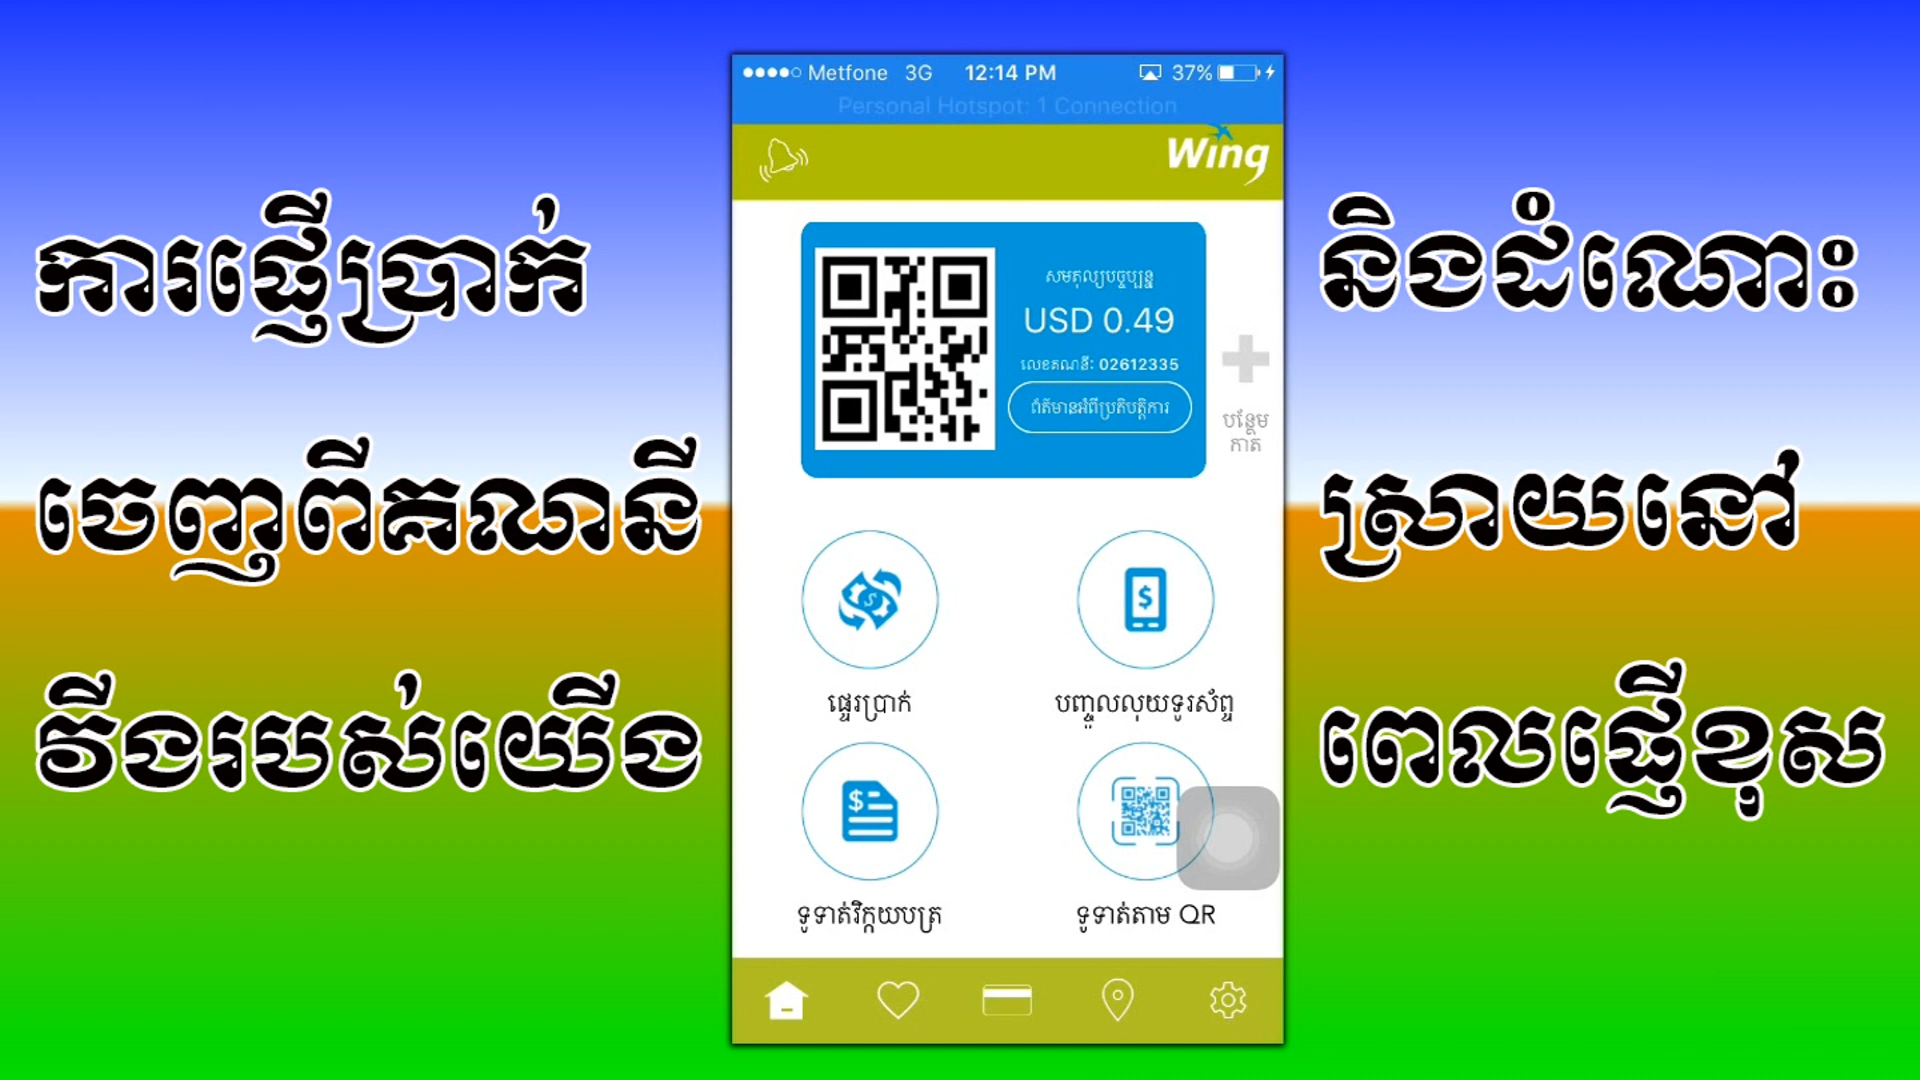 ការផ្ញើប្រាក់
ចេញពីគណនី
វីងរបស់យើង
Metfone 3G 12:14 PM 37%
Personal Hotspot: 1 Connection
Wing
សមតុល្យបច្ចុប្បន្ន
USD 0.49
លេខគណនី: 02612335
ព័ត៌មានអំពីប្រតិបត្តិការ
បន្ថែម
កាត
ផ្ទេរប្រាក់
បញ្ចូលលុយទូរស័ព្ទ
ទូទាត់វិក្កយបត្រ
ទូទាត់តាម QR
និងដំណោះ
ស្រាយនៅ
ពេលផ្ញើខុស